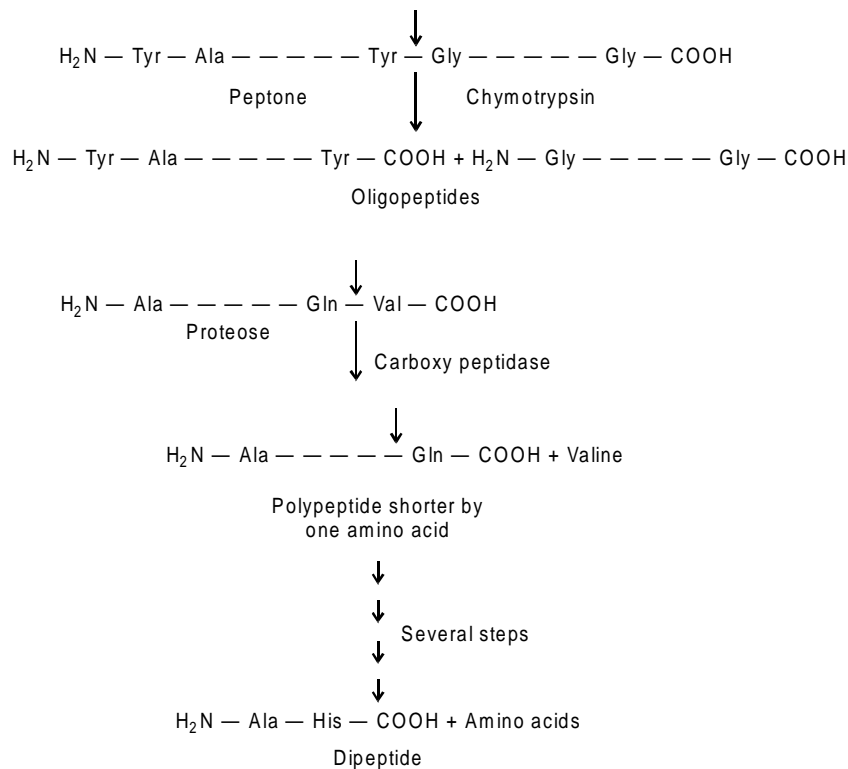 H₂N — Tyr — Ala — — — — — Tyr — Gly — — — — — Gly — COOH
Peptone Chymotrypsin
H₂N — Tyr — Ala — — — — — Tyr — COOH + H₂N — Gly — — — — — Gly — COOH
Oligopeptides
H₂N — Ala — — — — — Gln — Val — COOH
Proteose
Carboxy peptidase
H₂N — Ala — — — — — Gln — COOH + Valine
Polypeptide shorter by
one amino acid
Several steps
H₂N — Ala — His — COOH + Amino acids
Dipeptide